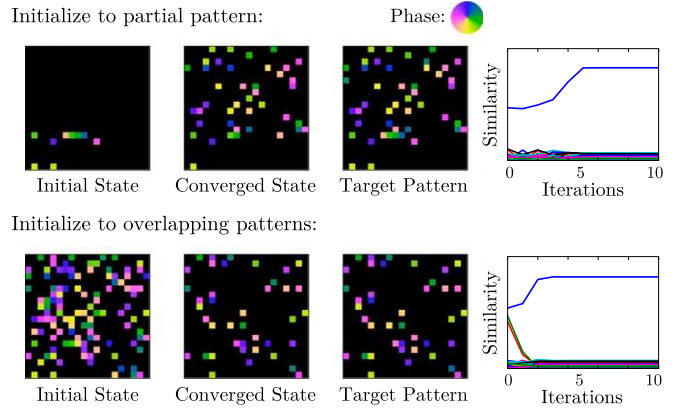 Initialize to partial pattern: Phase:
Similarity
0 5 10
Initial State Converged State Target Pattern Iterations
Initialize to overlapping patterns:
Similarity
0 5 10
Initial State Converged State Target Pattern Iterations